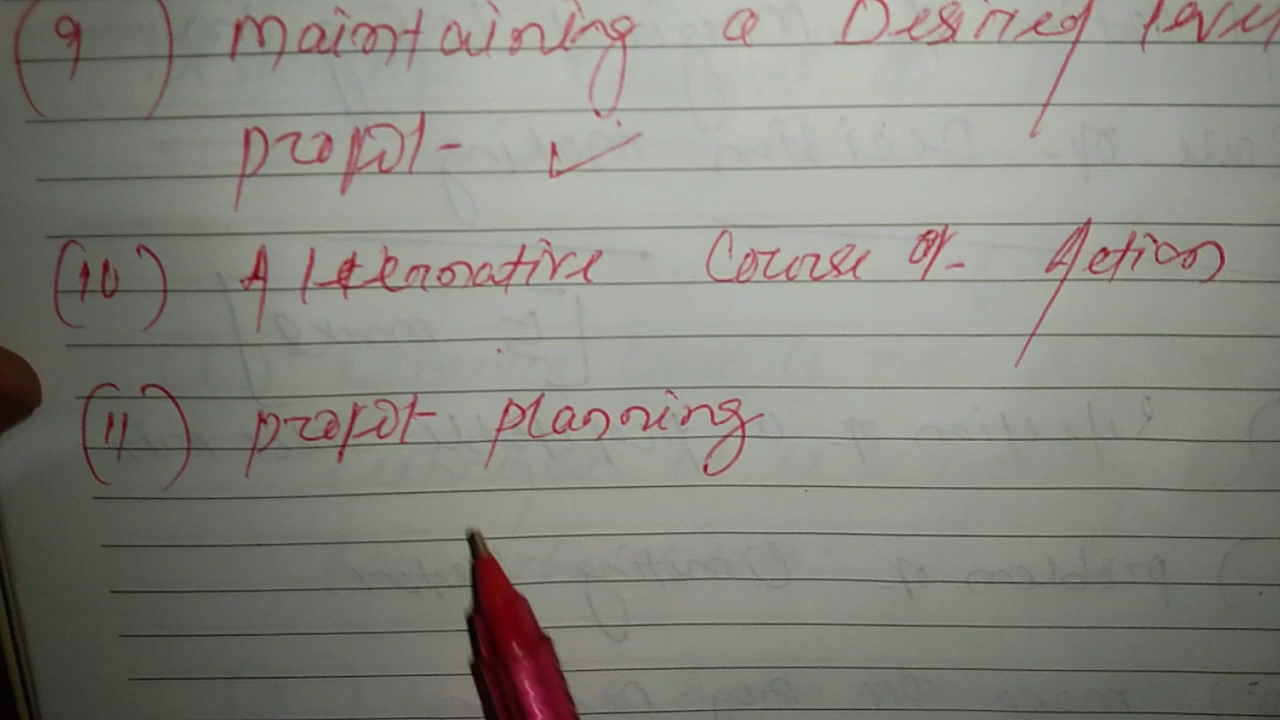 (9) Maintaining a Desired level
profit - ✓
(10) Alternative Course of Action
(11) profit planning